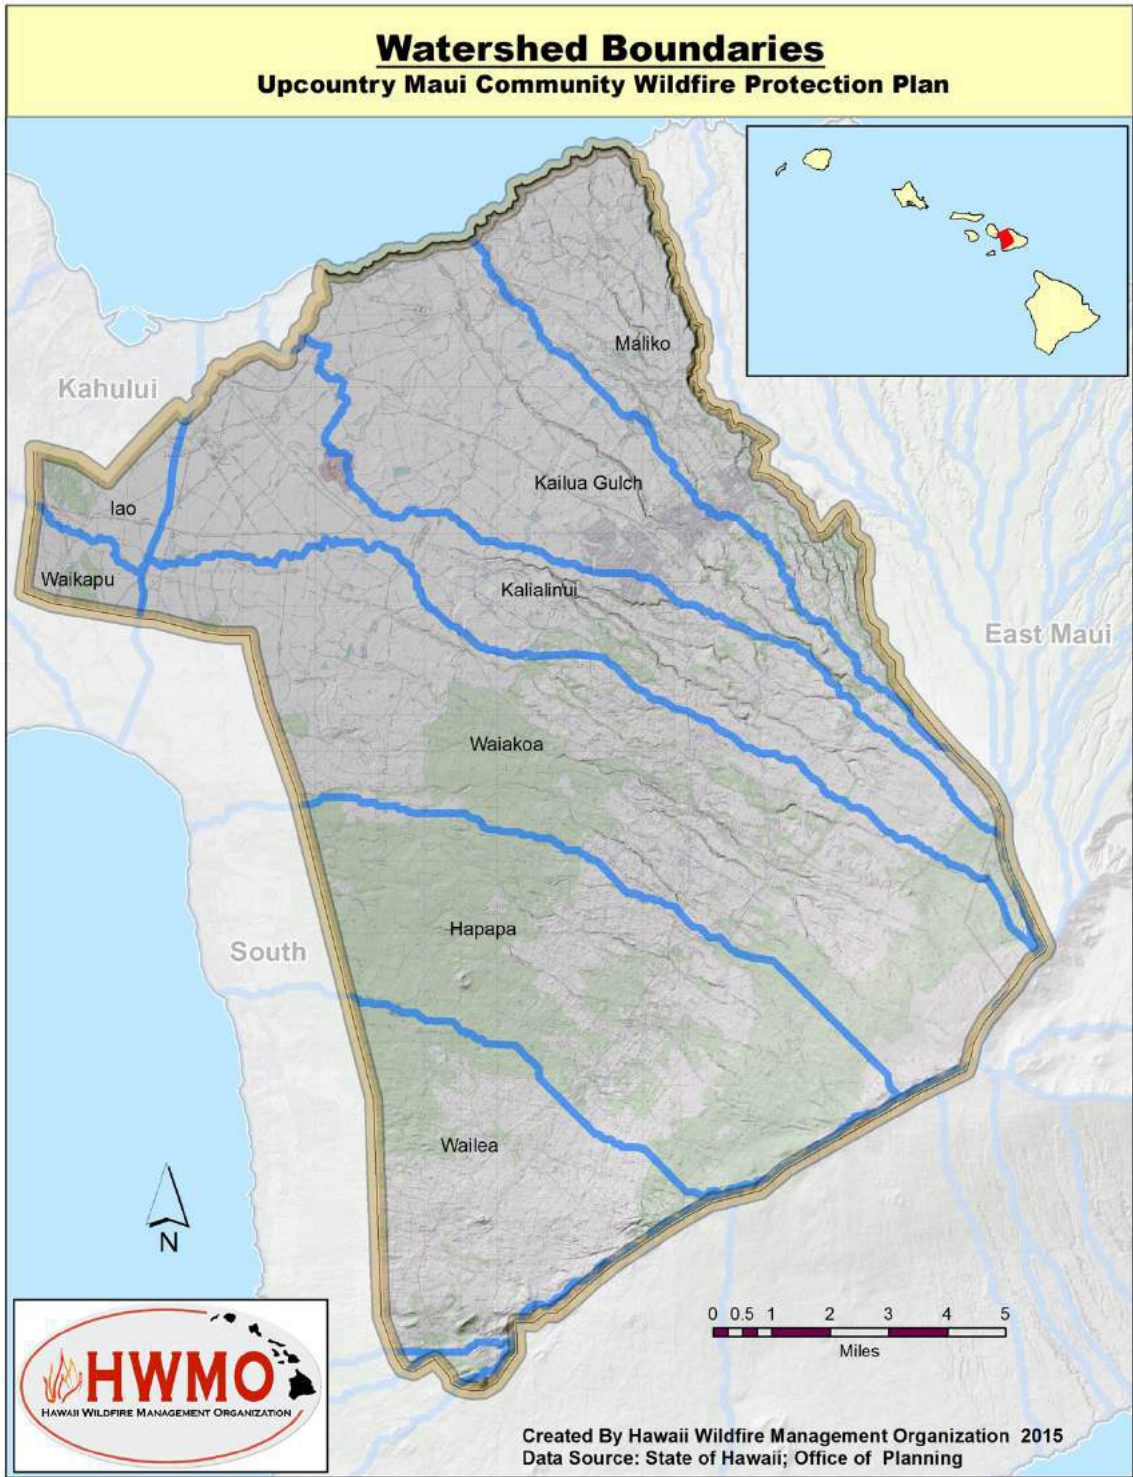 Watershed Boundaries
Upcountry Maui Community Wildfire Protection Plan
Maliko
Kahului
Kailua Gulch
Iao
Waikapu
Kalialinui
East Maui
Waiakoa
Hapapa
South
Wailea
N
0 0.5 1 2 3 4 5
Miles
HWMO
HAWAII WILDFIRE MANAGEMENT ORGANIZATION
Created By Hawaii Wildfire Management Organization 2015
Data Source: State of Hawaii; Office of Planning